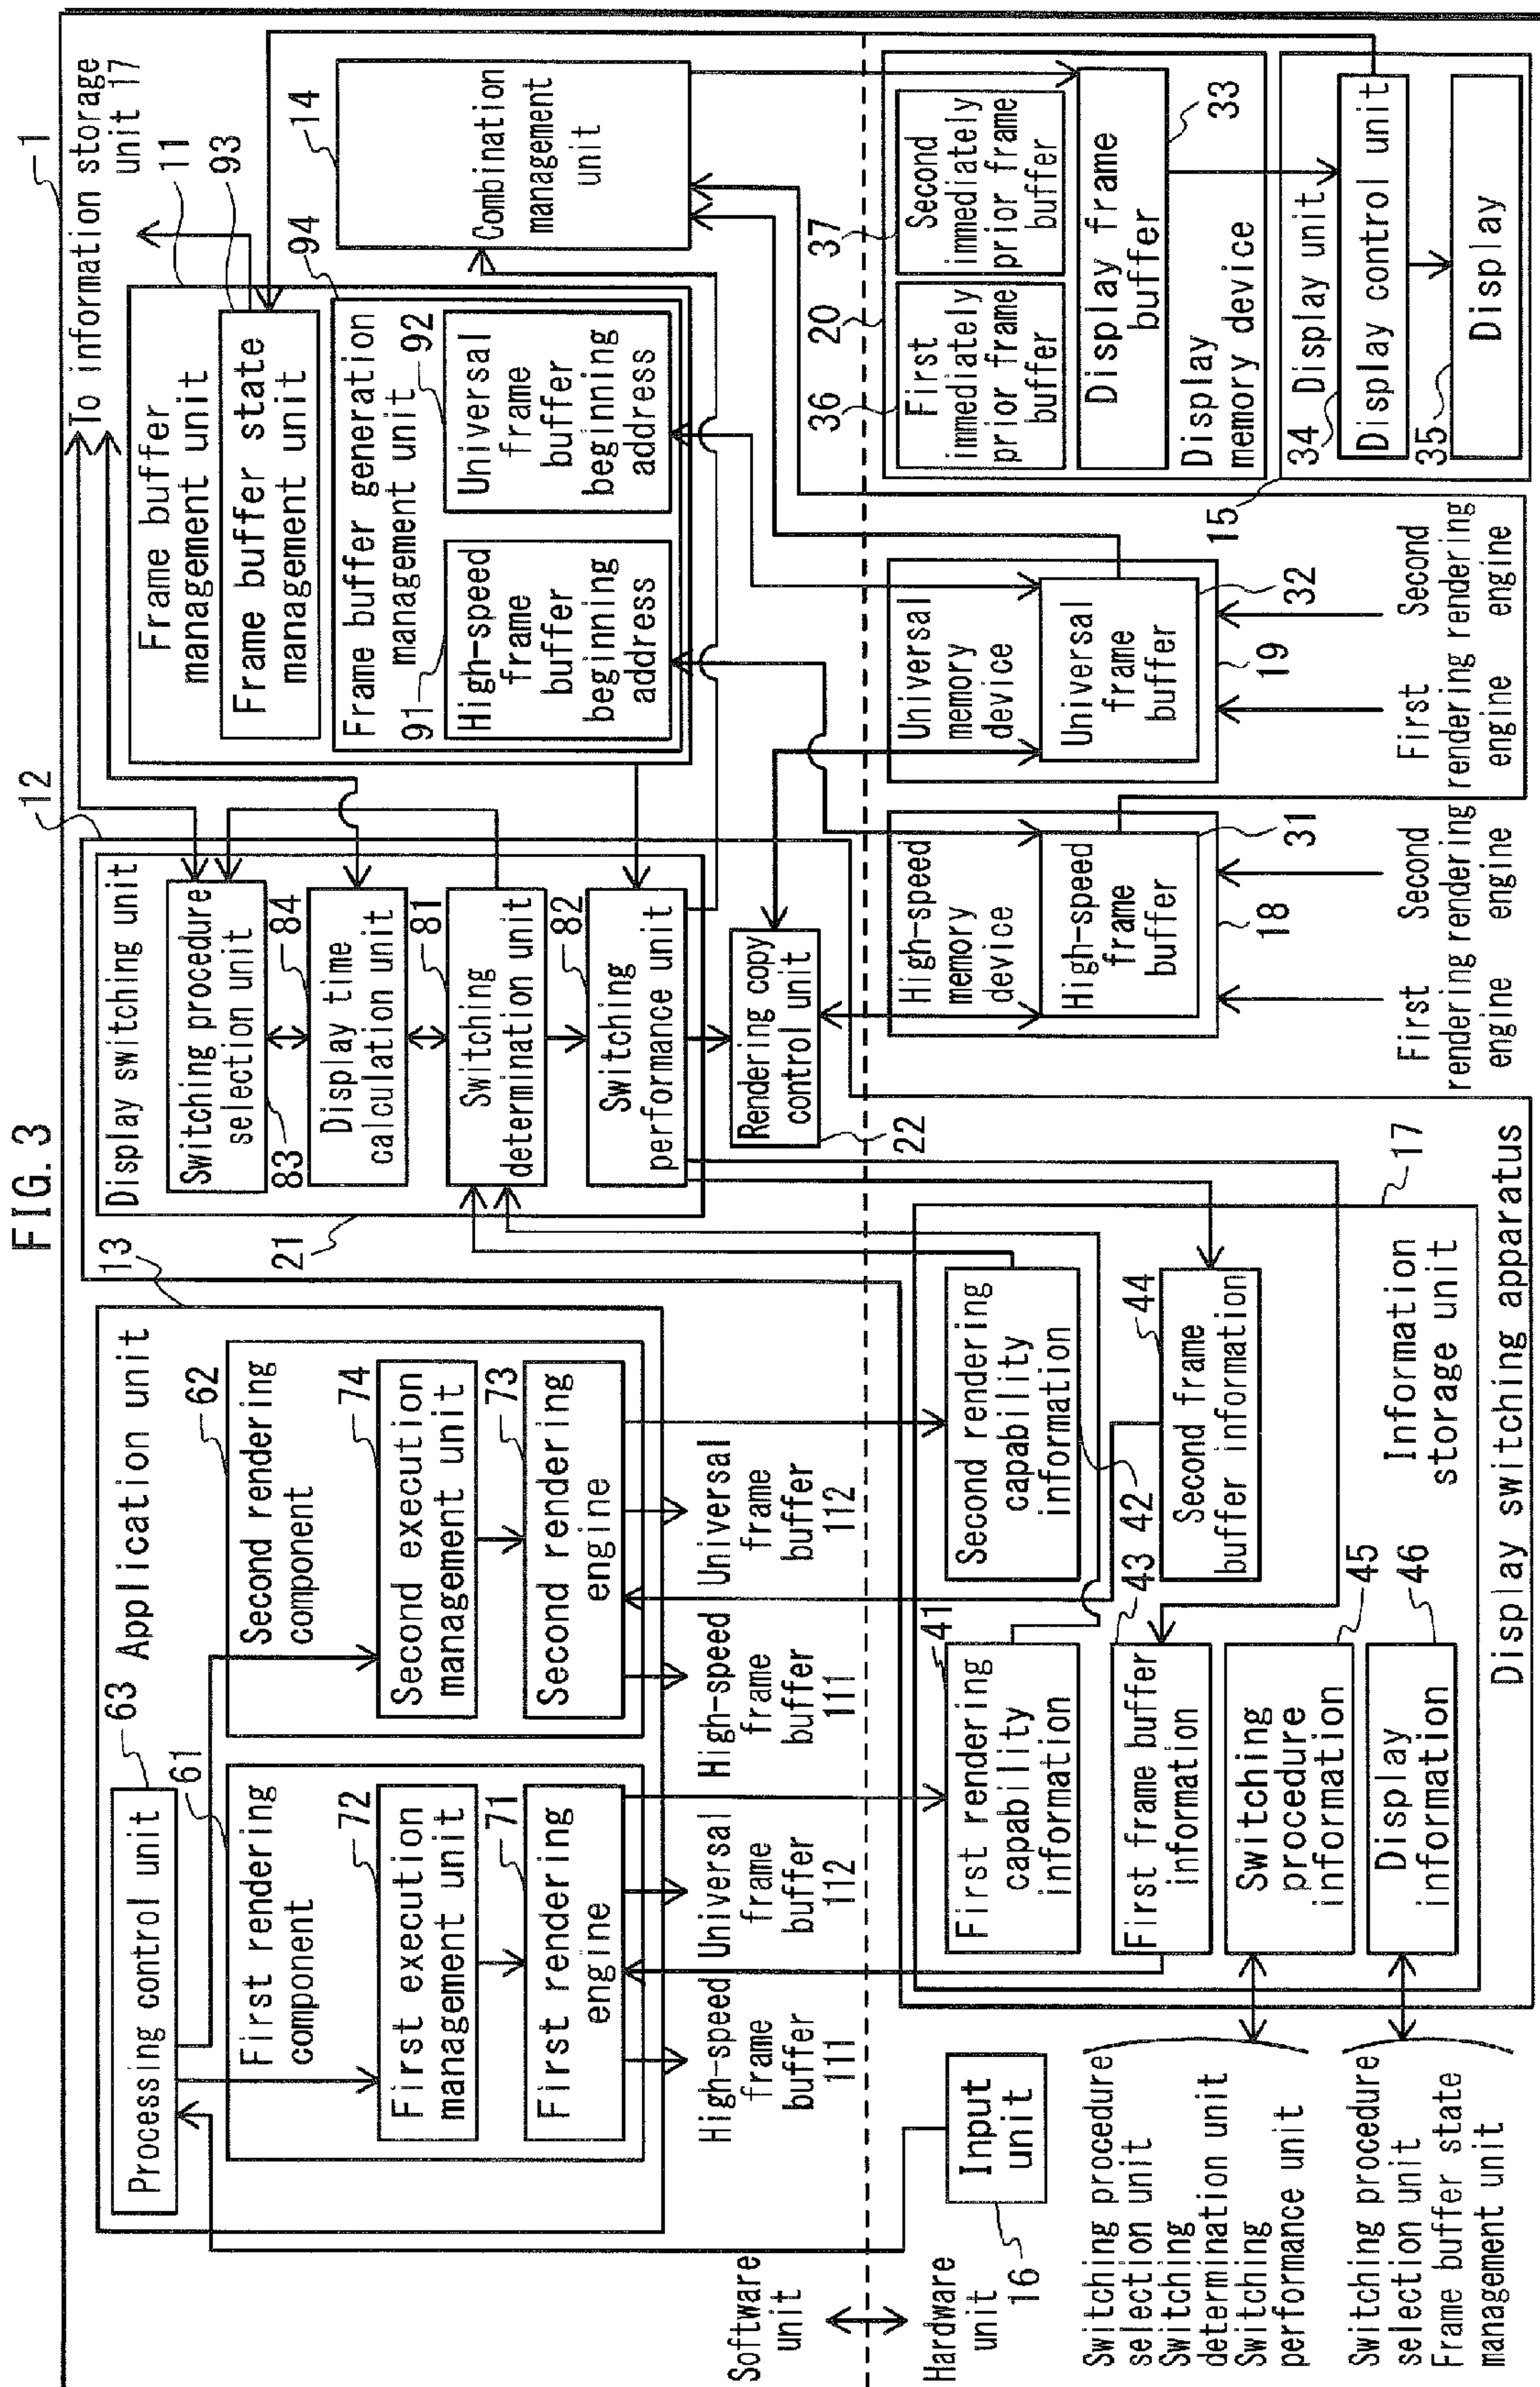 FIG. 3
1
12
To information storage
unit 17
13
63
Application unit
Processing control unit
61
First rendering
component
72
First execution
management unit
71
First rendering
engine
62
Second rendering
component
74
Second execution
management unit
73
Second rendering
engine
High-speed
frame
buffer
111
Universal
frame
buffer
112
High-speed
frame
buffer
111
Universal
frame
buffer
112
21
Display switching unit
Switching procedure
selection unit
83
84
Display time
calculation unit
81
Switching
determination unit
82
Switching
performance unit
Rendering copy
control unit
22
11
Frame buffer
management unit
93
Frame buffer state
management unit
94
Frame buffer generation
management unit
91
High-speed
frame
buffer
beginning
address
92
Universal
frame
buffer
beginning
address
14
Combination
management
unit
Software
unit
Hardware
unit
Input
unit
16
41
First rendering
capability
information
Second rendering
capability
information
42
43
First frame buffer
information
44
Second frame
buffer information
Switching
procedure
information
45
Display
information
46
Information
storage unit
17
Display switching apparatus
Switching procedure
selection unit
Switching
determination unit
Switching
performance unit
Switching procedure
selection unit
Frame buffer state
management unit
High-speed
memory
device
High-speed
frame
buffer
31
18
First
rendering
engine
Second
rendering
engine
Universal
memory
device
Universal
frame
buffer
32
19
First
rendering
engine
Second
rendering
engine
20
36
First
immediately
prior frame
buffer
37
Second
immediately
prior frame
buffer
Display frame
buffer
33
Display
memory device
15
34
Display unit
Display control unit
35
Display